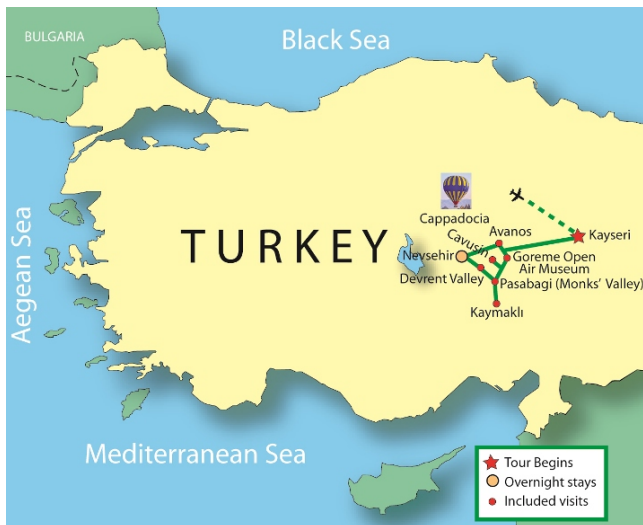 BULGARIA
Black Sea
Aegean Sea
TURKEY
Cappadocia
Avanos
Kayseri
Cavusin
Nevsehir
Goreme Open
Air Museum
Devrent Valley
Pasabagi (Monks' Valley)
Kaymaklı
Mediterranean Sea
Tour Begins
Overnight stays
Included visits